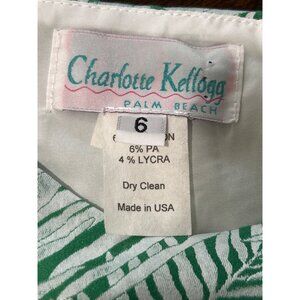 Charlotte Kellogg
PALM BEACH
6
6% PA
4 % LYCRA
Dry Clean
Made in USA